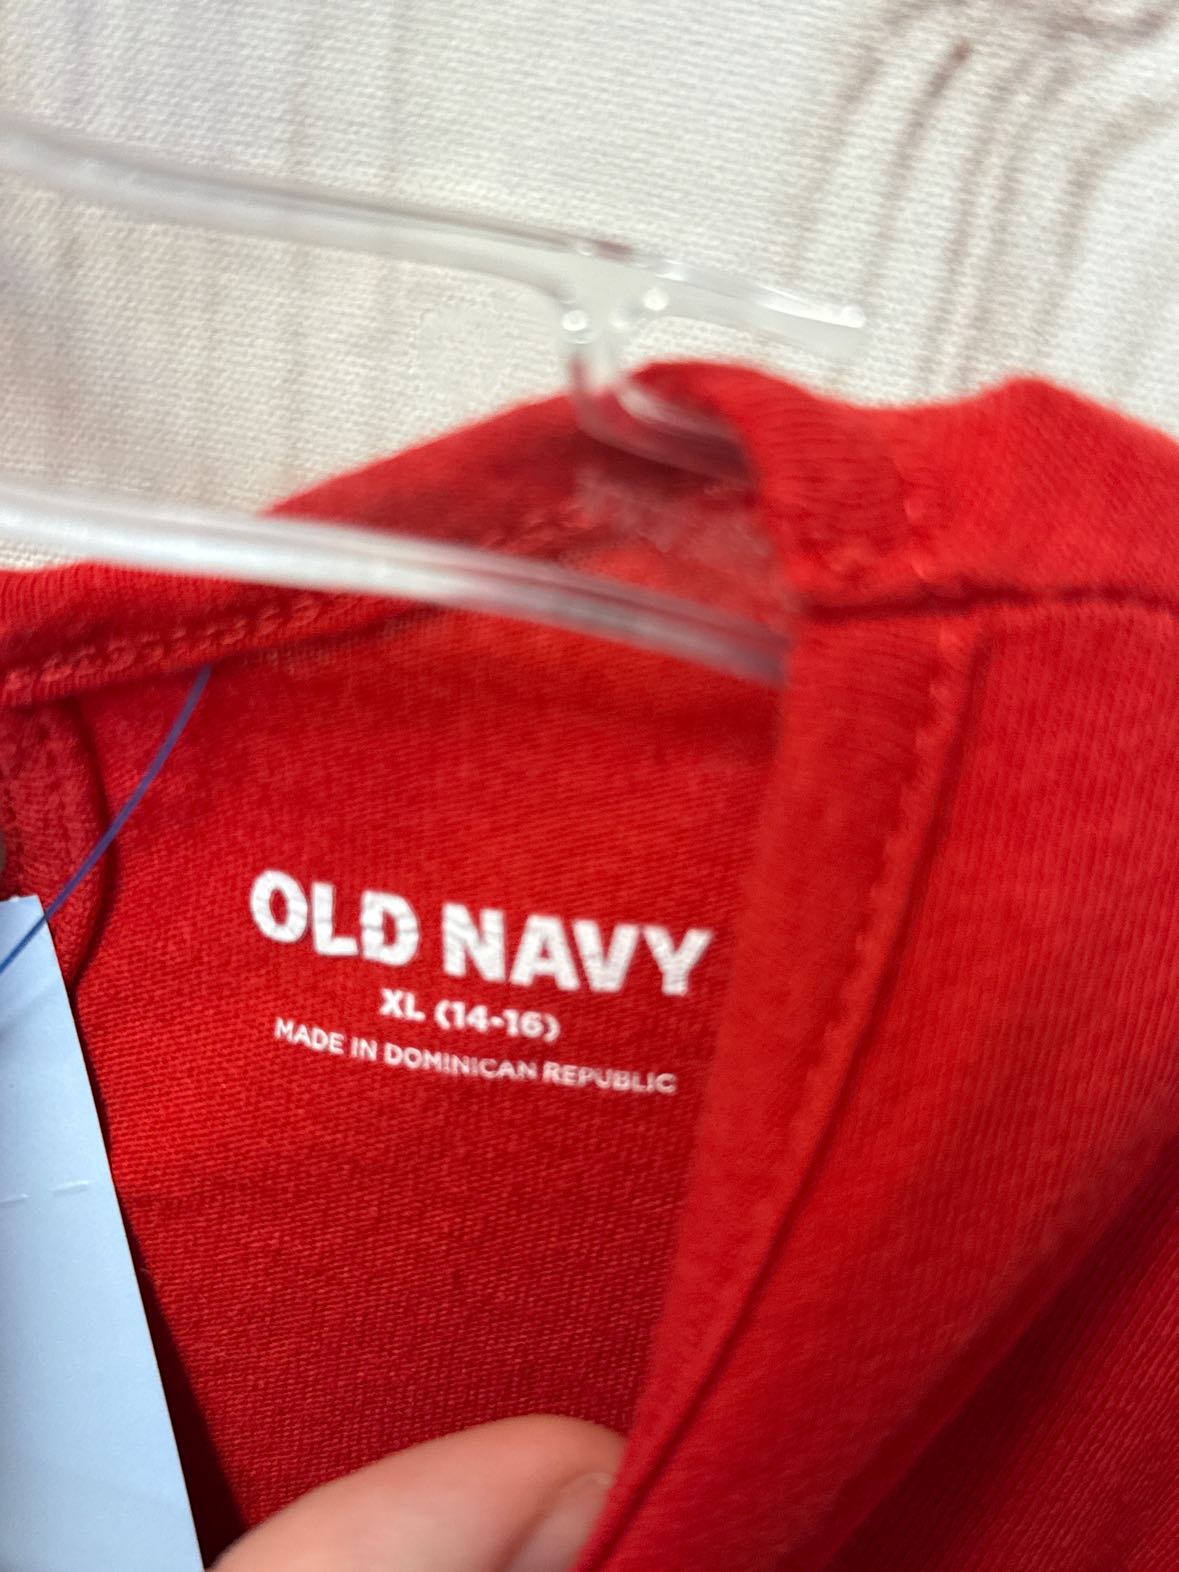 OLD NAVY
XL (14-16)
MADE IN DOMINICAN REPUBLIC